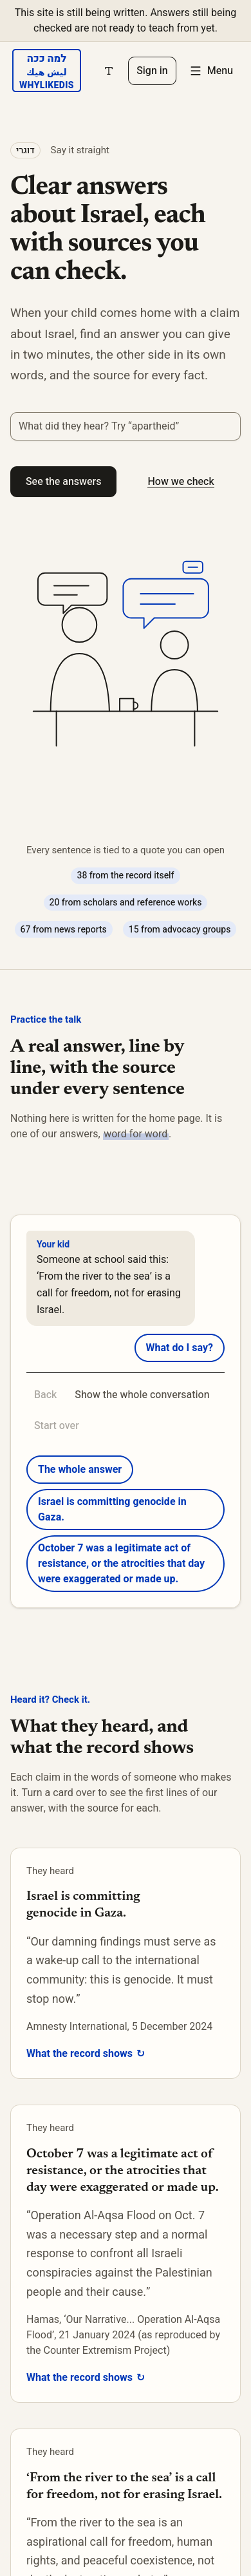 This site is still being written. Answers still being
checked are not ready to teach from yet.
למה ככה
ليش هيك
WHYLIKEDIS
T
Sign in
Menu
דוגרי
Say it straight
Clear answers
about Israel, each
with sources you
can check.
When your child comes home with a claim
about Israel, find an answer you can give
in two minutes, the other side in its own
words, and the source for every fact.
What did they hear? Try “apartheid”
See the answers
How we check
Every sentence is tied to a quote you can open
38 from the record itself
20 from scholars and reference works
67 from news reports
15 from advocacy groups
Practice the talk
A real answer, line by
line, with the source
under every sentence
Nothing here is written for the home page. It is
one of our answers, word for word.
Your kid
Someone at school said this:
‘From the river to the sea’ is a
call for freedom, not for erasing
Israel.
What do I say?
Back
Show the whole conversation
Start over
The whole answer
Israel is committing genocide in
Gaza.
October 7 was a legitimate act of
resistance, or the atrocities that day
were exaggerated or made up.
Heard it? Check it.
What they heard, and
what the record shows
Each claim in the words of someone who makes
it. Turn a card over to see the first lines of our
answer, with the source for each.
They heard
Israel is committing
genocide in Gaza.
“Our damning findings must serve as
a wake-up call to the international
community: this is genocide. It must
stop now.”
Amnesty International, 5 December 2024
What the record shows ↻
They heard
October 7 was a legitimate act of
resistance, or the atrocities that
day were exaggerated or made up.
“Operation Al-Aqsa Flood on Oct. 7
was a necessary step and a normal
response to confront all Israeli
conspiracies against the Palestinian
people and their cause.”
Hamas, ‘Our Narrative... Operation Al-Aqsa
Flood’, 21 January 2024 (as reproduced by
the Counter Extremism Project)
What the record shows ↻
They heard
‘From the river to the sea’ is a call
for freedom, not for erasing Israel.
“From the river to the sea is an
aspirational call for freedom, human
rights, and peaceful coexistence, not